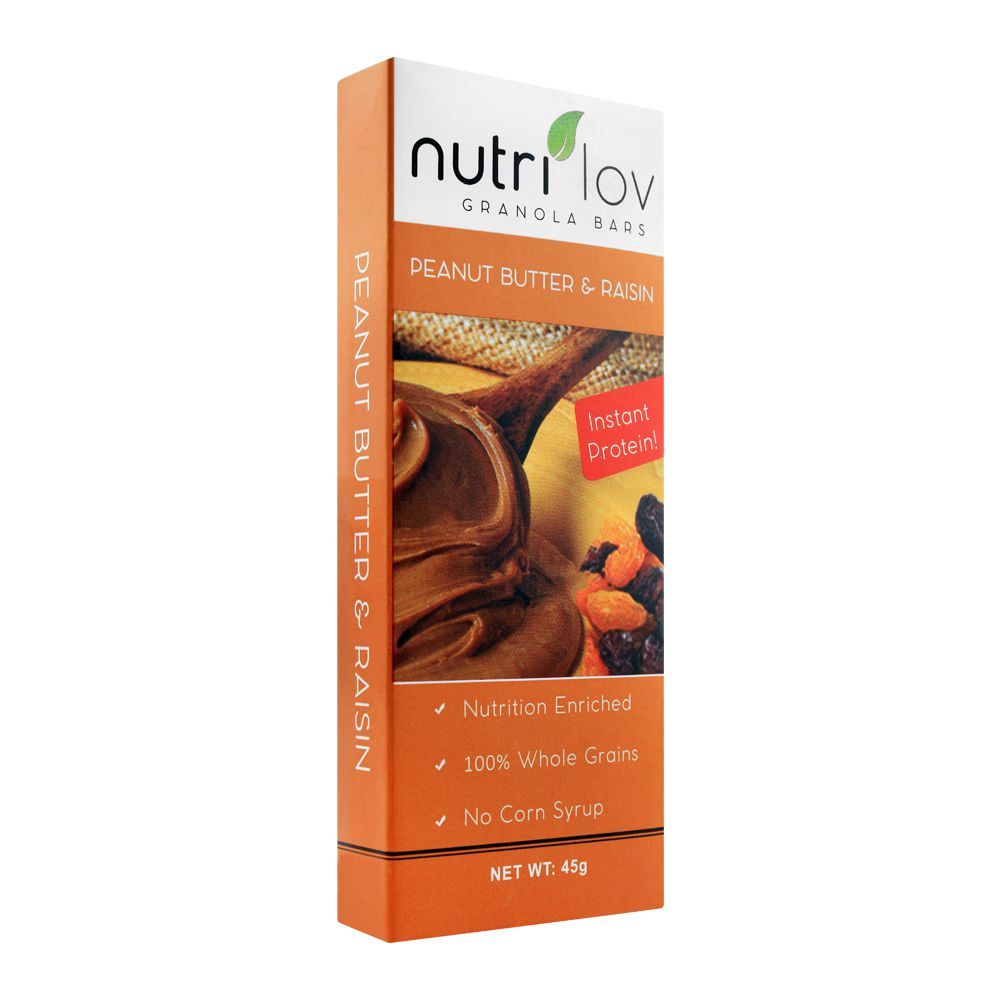 nutri lov
GRANOLA BARS
PEANUT BUTTER & RAISIN
Instant
Protein!
Nutrition Enriched
100% Whole Grains
No Corn Syrup
NET WT: 45g
PEANUT BUTTER & RAISIN